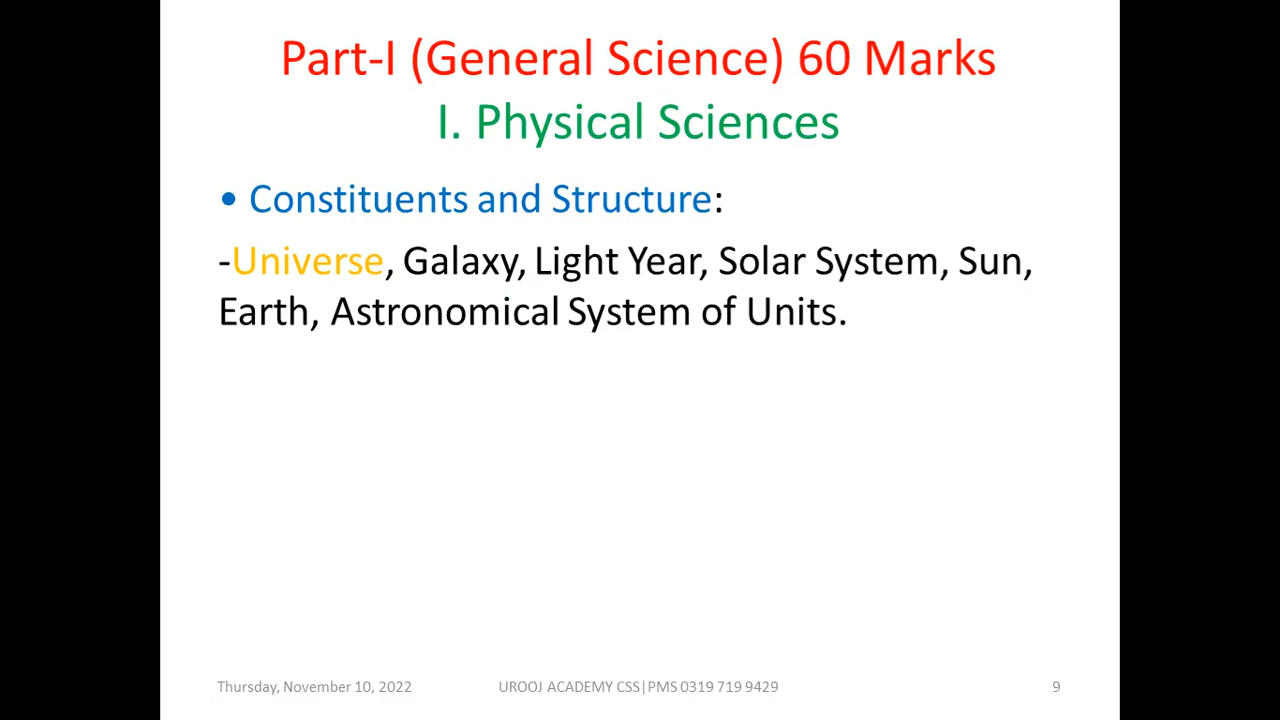 Part-I (General Science) 60 Marks
I. Physical Sciences
• Constituents and Structure:
-Universe, Galaxy, Light Year, Solar System, Sun,
Earth, Astronomical System of Units.
Thursday, November 10, 2022
UROOJ ACADEMY CSS|PMS 0319 719 9429
9